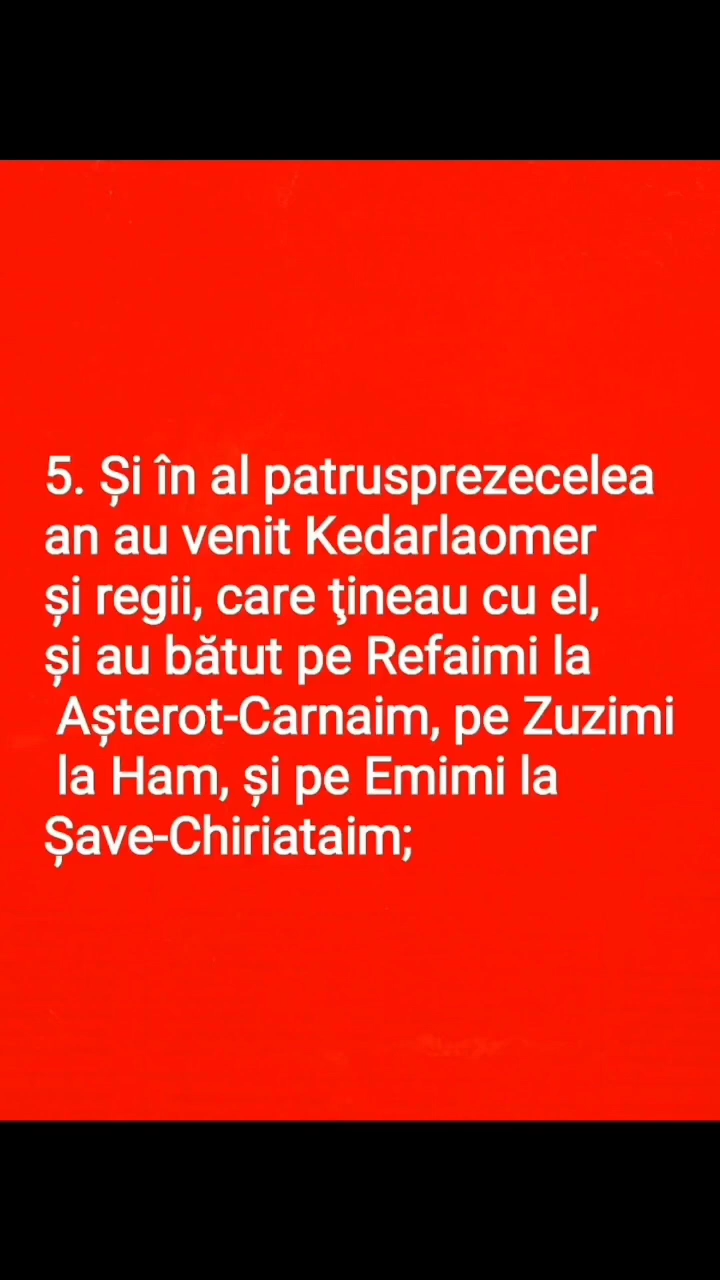 5. Și în al patrusprezecelea
an au venit Kedarlaomer
și regii, care ţineau cu el,
și au bătut pe Refaimi la
Așterot-Carnaim, pe Zuzimi
la Ham, și pe Emimi la
Șave-Chiriataim;